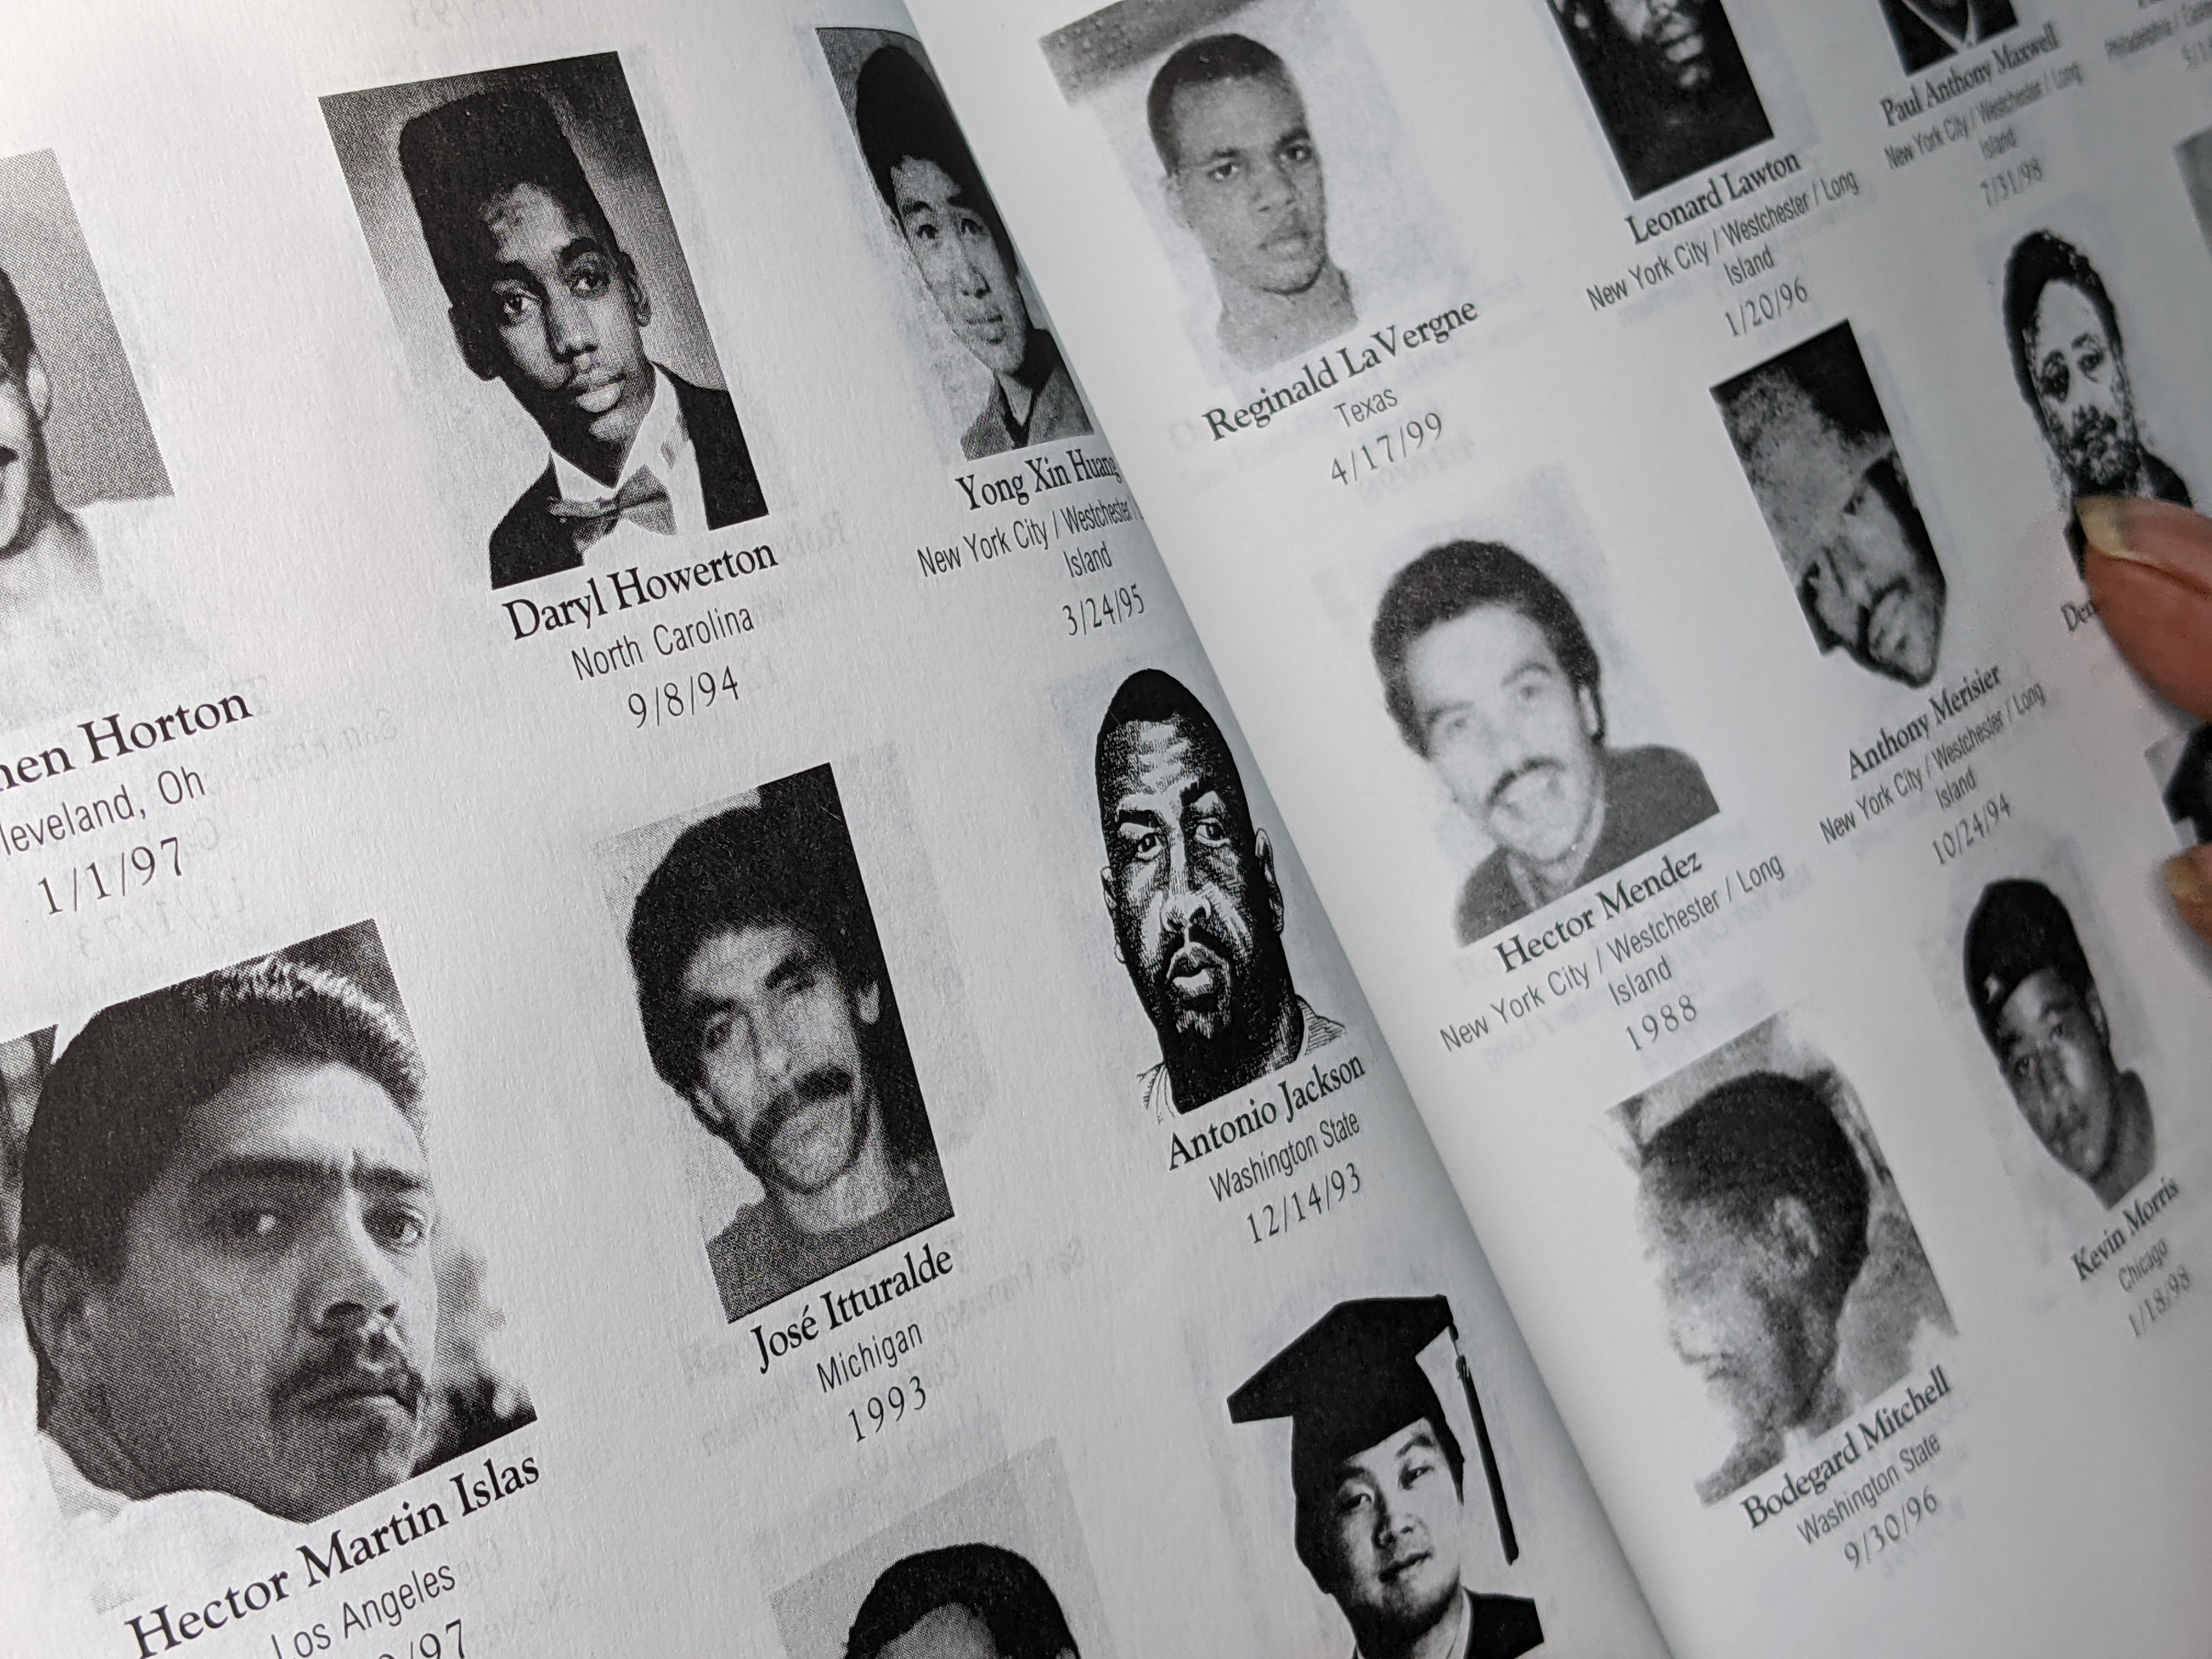 Horton
leveland, Oh
1/1/97
Daryl Howerton
North Carolina
9/8/94
Yong Xin Huang
New York City / Westchester /
Island
3/24/95
Hector Martin Islas
Los Angeles
/97
José Itturalde
Michigan
1993
Antonio Jackson
Washington State
12/14/93
Reginald LaVergne
Texas
4/17/99
Leonard Lawton
New York City / Westchester / Long
Island
1/20/96
Paul Anthony Maxwell
New York City / Westchester / Long
Island
7/31/98
Philadelphia /
Hector Mendez
New York City / Westchester / Long
Island
1988
Anthony Merisier
New York City / Westchester / Long
Island
10/24/94
Bodegard Mitchell
Washington State
9/30/96
Kevin Morris
Chicago
1/18/98